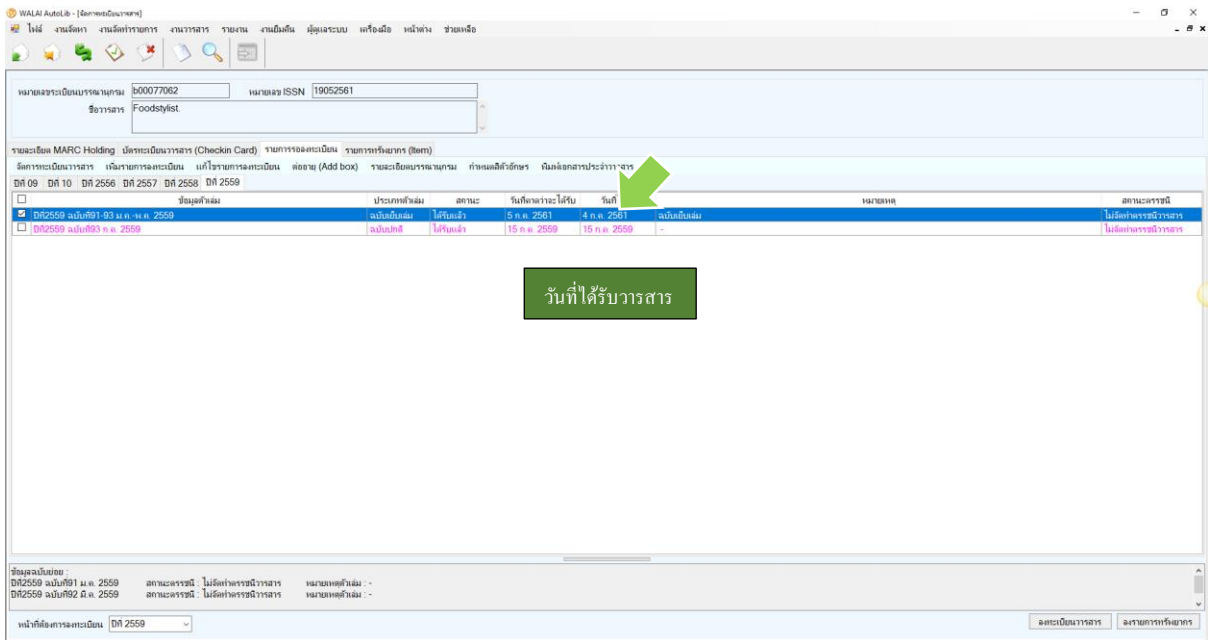 WALAI AutoLib - [จัดการทะเบียนวารสาร]
ไฟล์ งานจัดหา งานจัดทำรายการ งานวารสาร รายงาน งานยืมคืน ผู้ดูแลระบบ เครื่องมือ หน้าต่าง ช่วยเหลือ
หมายเลขระเบียนบรรณานุกรม b00077062 หมายเลข ISSN 19052561
ชื่อวารสาร Foodstylist.
รายละเอียด MARC Holding บัตรทะเบียนวารสาร (Checkin Card) รายการรอลงทะเบียน รายการทรัพยากร (Item)
จัดการทะเบียนวารสาร เพิ่มรายการลงทะเบียน แก้ไขรายการลงทะเบียน ต่ออายุ (Add box) รายละเอียดบรรณานุกรม กำหนดสีตัวอักษร พิมพ์เอกสารประจำวารสาร
ปีที่ 09 ปีที่ 10 ปีที่ 2556 ปีที่ 2557 ปีที่ 2558 ปีที่ 2559
ข้อมูลตัวเล่ม ประเภทตัวเล่ม สถานะ วันที่คาดว่าจะได้รับ วันที่ หมายเหตุ สถานะดรรชนี
ปีที่2559 ฉบับที่91-93 ม.ค.-พ.ค. 2559 ฉบับเย็บเล่ม ได้รับแล้ว 5 ก.ค. 2561 4 ก.ค. 2561 ฉบับเย็บเล่ม ไม่จัดทำดรรชนีวารสาร
ปีที่2559 ฉบับที่93 ก.ค. 2559 ฉบับปกติ ได้รับแล้ว 15 ก.ค. 2559 15 ก.ค. 2559 - ไม่จัดทำดรรชนีวารสาร
วันที่ได้รับวารสาร
ข้อมูลฉบับย่อย :
ปีที่2559 ฉบับที่91 ม.ค. 2559 สถานะดรรชนี : ไม่จัดทำดรรชนีวารสาร หมายเหตุตัวเล่ม : -
ปีที่2559 ฉบับที่92 มี.ค. 2559 สถานะดรรชนี : ไม่จัดทำดรรชนีวารสาร หมายเหตุตัวเล่ม : -
หน้าที่ต้องการลงทะเบียน ปีที่ 2559 ลงทะเบียนวารสาร ลงรายการทรัพยากร